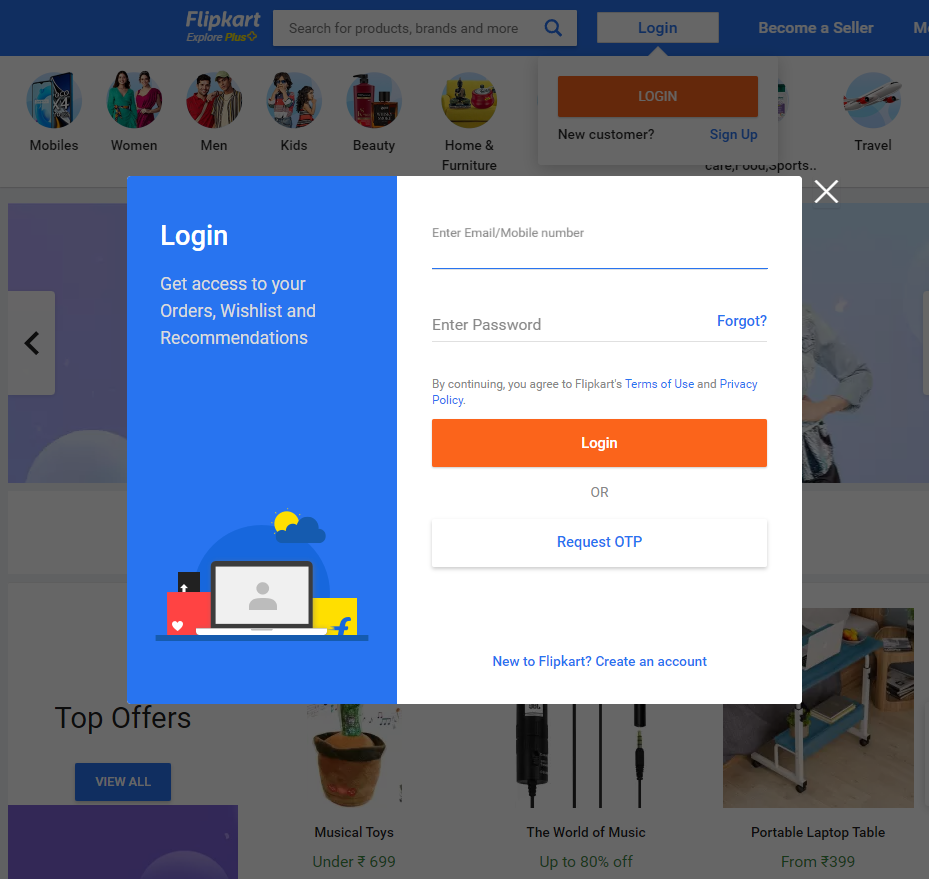 Flipkart
Explore Plus
Search for products, brands and more
Login
Become a Seller
LOGIN
New customer?
Sign Up
Mobiles
Women
Men
Kids
Beauty
Home &
Furniture
care,Food,Sports..
Travel
Login
Get access to your
Orders, Wishlist and
Recommendations
Enter Email/Mobile number
Enter Password
Forgot?
By continuing, you agree to Flipkart's Terms of Use and Privacy
Policy.
Login
OR
Request OTP
New to Flipkart? Create an account
Top Offers
VIEW ALL
Musical Toys
Under ₹ 699
The World of Music
Up to 80% off
Portable Laptop Table
From ₹399